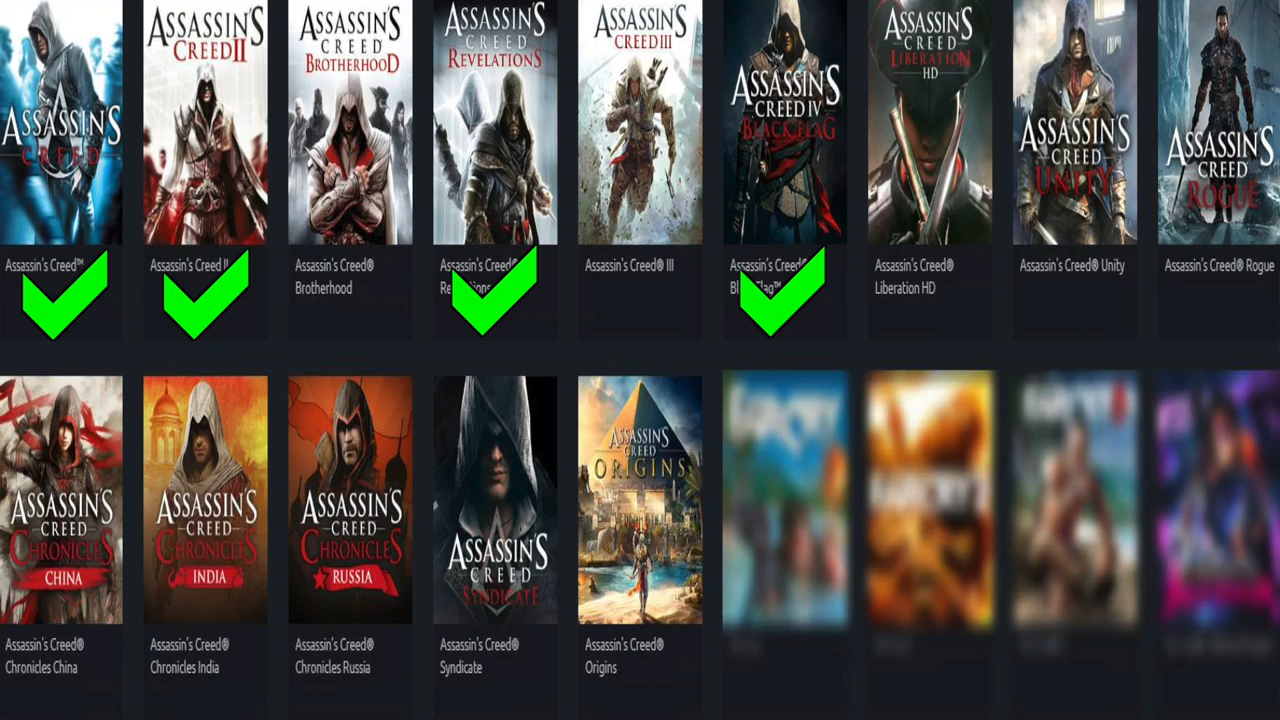 ASSASSIN'S
CREED
ASSASSIN'S
CREED II
ASSASSIN'S
CREED
BROTHERHOOD
ASSASSIN'S
CREED
REVELATIONS
ASSASSIN'S
CREED III
ASSASSIN'S
CREED IV
BLACK FLAG
ASSASSIN'S
CREED
LIBERATION
HD
ASSASSIN'S
CREED
UNITY
ASSASSIN'S
CREED
ROGUE
Assassin's Creed™
Assassin's Creed II
Assassin's Creed®
Brotherhood
Assassin's Creed®
Assassin's Creed® III
Assassin's Creed®
Assassin's Creed®
Liberation HD
Assassin's Creed® Unity
Assassin's Creed® Rogue
ASSASSIN'S
CREED
CHRONICLES
CHINA
ASSASSIN'S
CREED
CHRONICLES
INDIA
ASSASSIN'S
CREED
CHRONICLES
RUSSIA
ASSASSIN'S
CREED
SYNDICATE
ASSASSIN'S
CREED
ORIGINS
Assassin's Creed®
Chronicles China
Assassin's Creed®
Chronicles India
Assassin's Creed®
Chronicles Russia
Assassin's Creed®
Syndicate
Assassin's Creed®
Origins